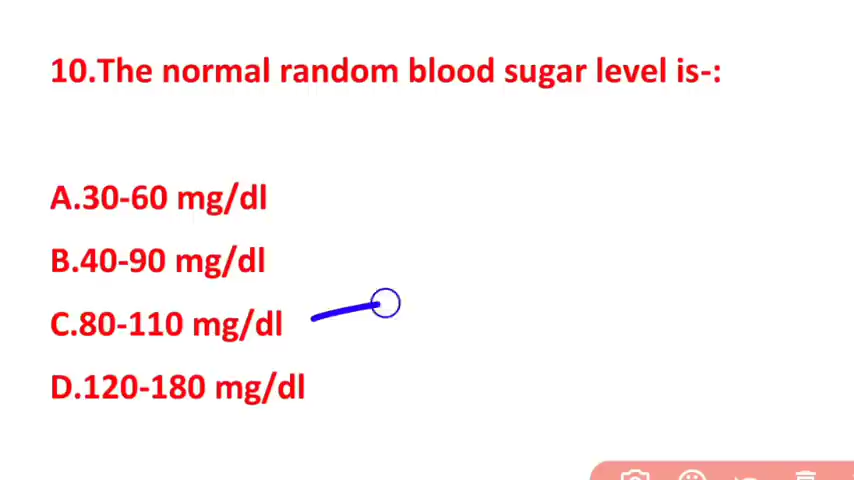 10.The normal random blood sugar level is-:
A.30-60 mg/dl
B.40-90 mg/dl
C.80-110 mg/dl
D.120-180 mg/dl